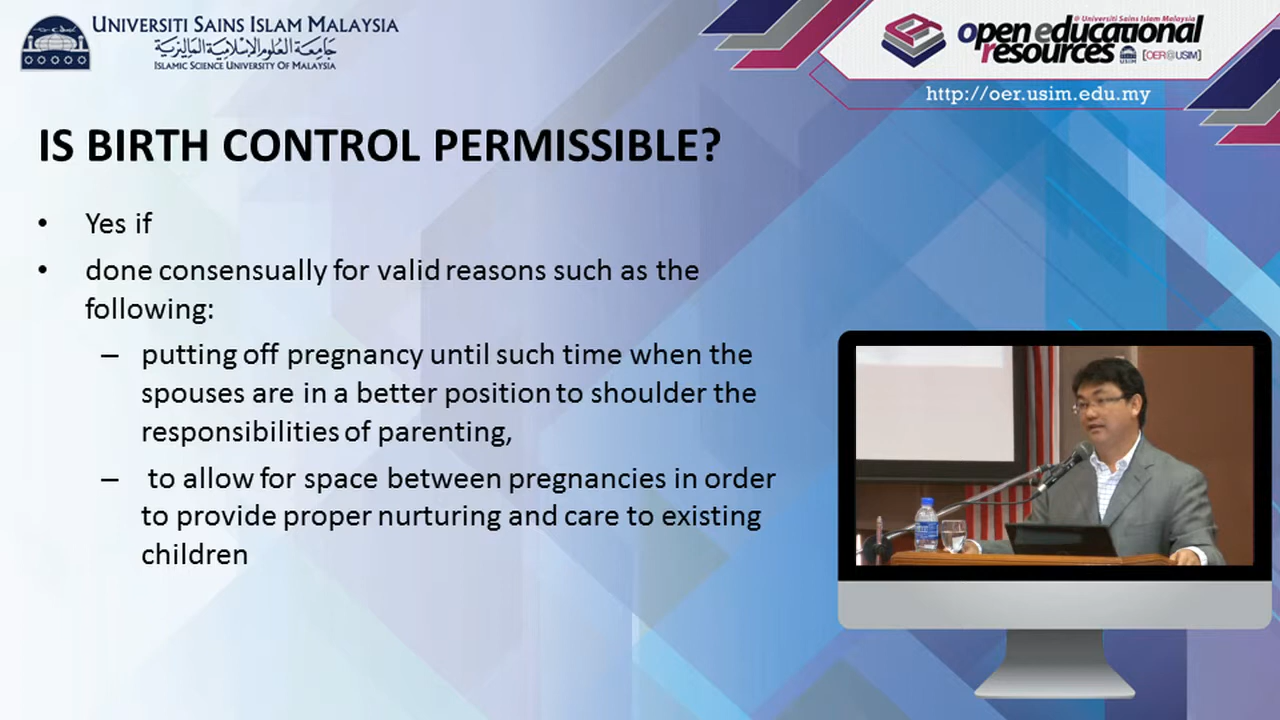 UNIVERSITI SAINS ISLAM MALAYSIA
جامعة العلوم الإسلامية الماليزية
ISLAMIC SCIENCE UNIVERSITY OF MALAYSIA
@ Universiti Sains Islam Malaysia
open educational
resources
[OER@USIM]
http://oer.usim.edu.my
IS BIRTH CONTROL PERMISSIBLE?
• Yes if
• done consensually for valid reasons such as the
following:
– putting off pregnancy until such time when the
spouses are in a better position to shoulder the
responsibilities of parenting,
– to allow for space between pregnancies in order
to provide proper nurturing and care to existing
children